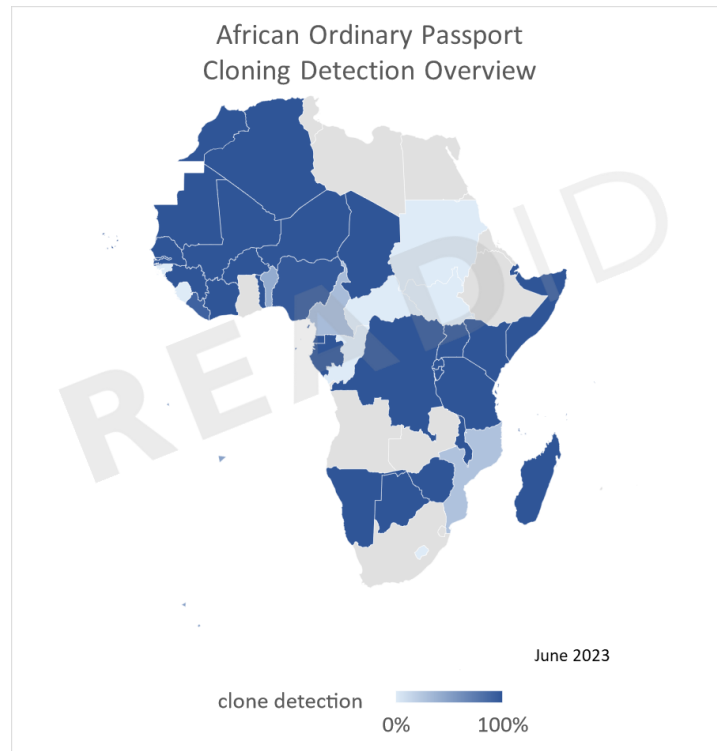 African Ordinary Passport
Cloning Detection Overview
READID
June 2023
clone detection
0%
100%